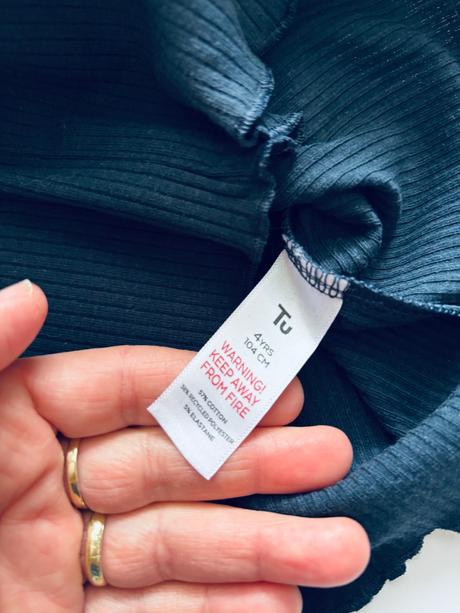 Tu
4YRS
104 CM
WARNING!
KEEP AWAY
FROM FIRE
57% COTTON
38% RECYCLED POLYESTER
5% ELASTANE